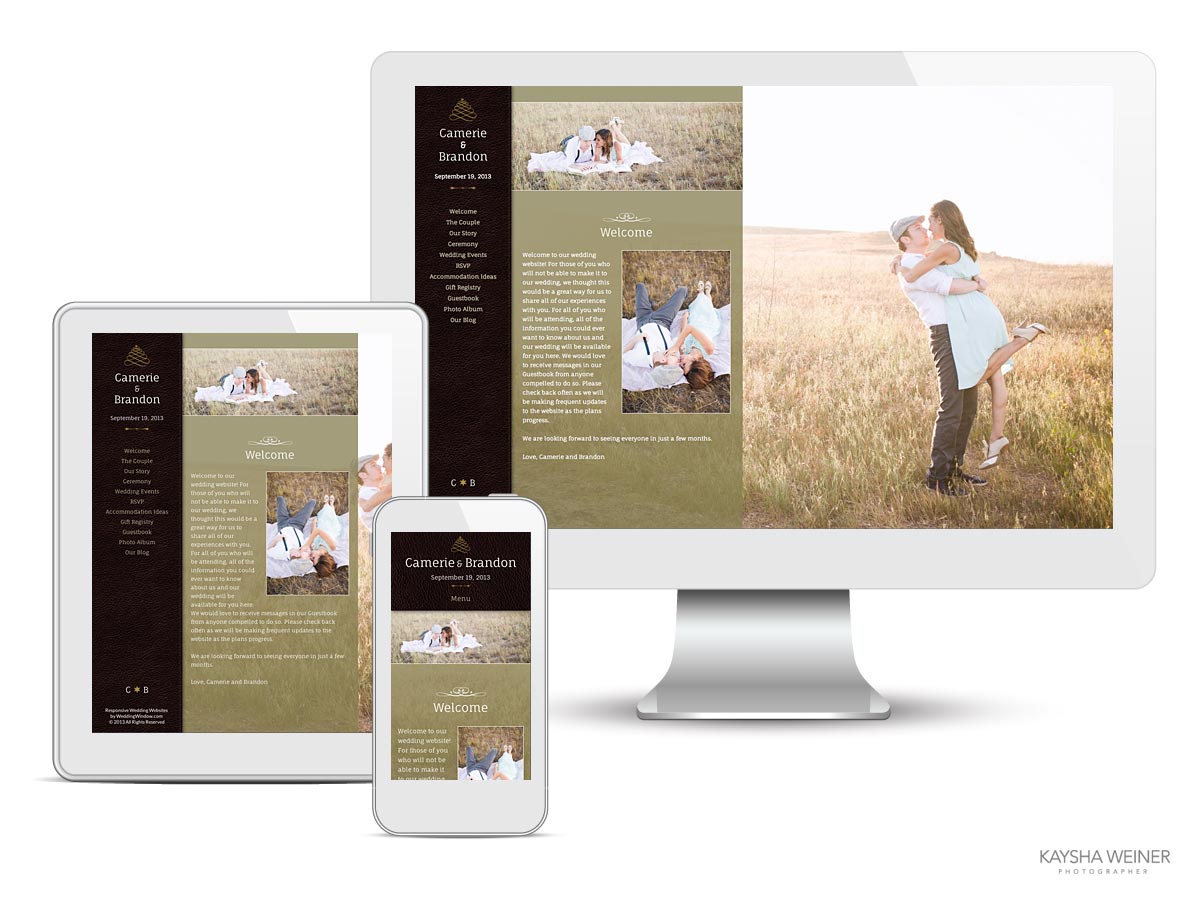 Camerie
&
Brandon
September 19, 2013
Welcome
The Couple
Our Story
Ceremony
Wedding Events
RSVP
Accommodation Ideas
Gift Registry
Guestbook
Photo Album
Our Blog
C B
Welcome
Welcome to our wedding
website! For those of you who
will not be able to make it to
our wedding, we thought this
would be a great way for us to
share all of our experiences
with you. For all of you who
will be attending, all of the
information you could ever
want to know about us and
our wedding will be available
for you here. We would love
to receive messages in our
Guestbook from anyone
compelled to do so. Please
check back often as we will
be making frequent updates
to the website as the plans
progress.
We are looking forward to seeing everyone in just a few months.
Love, Camerie and Brandon
Camerie
&
Brandon
September 19, 2013
Welcome
The Couple
Our Story
Ceremony
Wedding Events
RSVP
Accommodation Ideas
Gift Registry
Guestbook
Photo Album
Our Blog
C B
Responsive Wedding Websites
by WeddingWindow.com
© 2013 All Rights Reserved
Welcome
Welcome to our
wedding website! For
those of you who will
not be able to make it to
our wedding, we
thought this would be a
great way for us to
share all of our
experiences with you.
For all of you who will
be attending, all of the
information you could
ever want to know
about us and our
wedding will be
available for you here.
We would love to receive messages in our Guestbook
from anyone compelled to do so. Please check back
often as we will be making frequent updates to the
website as the plans progress.
We are looking forward to seeing everyone in just a few
months.
Love, Camerie and Brandon
Camerie & Brandon
September 19, 2013
Menu
Welcome
Welcome to our
wedding website!
For those of you
who will not be
able to make it
to our wedding
KAYSHA WEINER
PHOTOGRAPHER